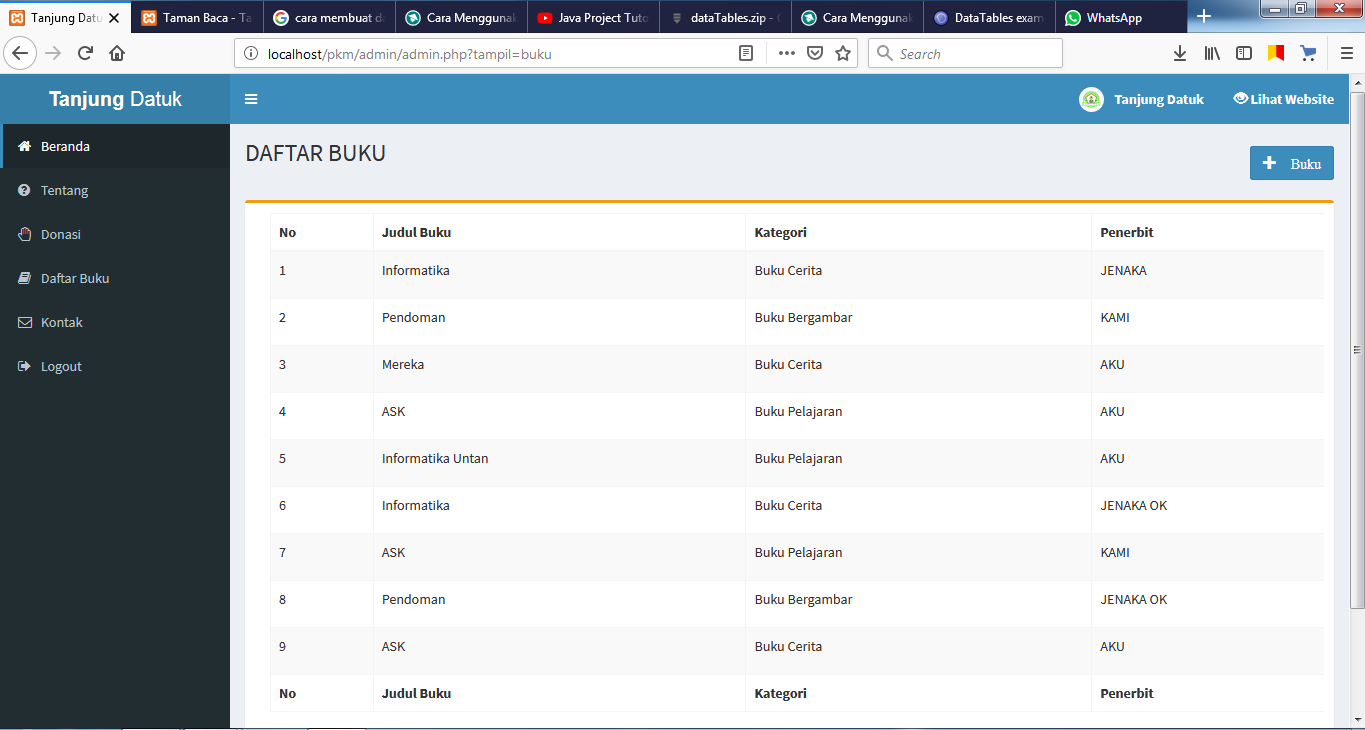 Tanjung Datu
Taman Baca - Ta
cara membuat da
Cara Menggunak
Java Project Tuto
dataTables.zip - G
Cara Menggunak
DataTables exam
WhatsApp
localhost/pkm/admin/admin.php?tampil=buku
Search
Tanjung Datuk
Tanjung Datuk
Lihat Website
Beranda
Tentang
Donasi
Daftar Buku
Kontak
Logout
DAFTAR BUKU
Buku
No Judul Buku Kategori Penerbit
1 Informatika Buku Cerita JENAKA
2 Pendoman Buku Bergambar KAMI
3 Mereka Buku Cerita AKU
4 ASK Buku Pelajaran AKU
5 Informatika Untan Buku Pelajaran AKU
6 Informatika Buku Cerita JENAKA OK
7 ASK Buku Pelajaran KAMI
8 Pendoman Buku Bergambar JENAKA OK
9 ASK Buku Cerita AKU
No Judul Buku Kategori Penerbit